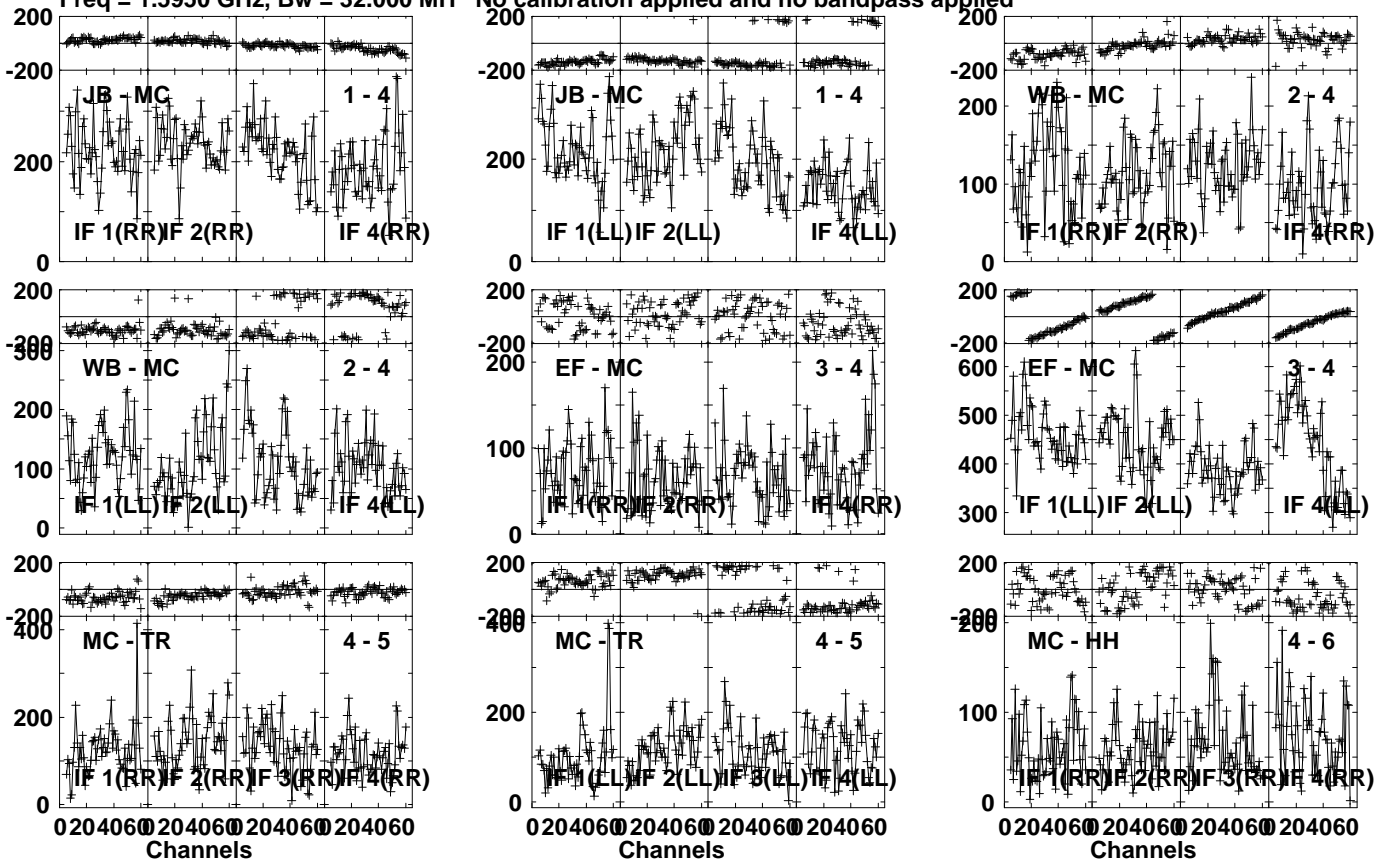 Freq = 1.5950 GHz, Bw = 32.000 MH No calibration applied and no bandpass applied
200
-200
JB - MC 1 - 4
200
IF 1(RR) IF 2(RR) IF 4(RR)
0
200
-200
JB - MC 1 - 4
200
IF 1(LL) IF 2(LL) IF 4(LL)
0
200
-200
WB - MC 2 - 4
200
100
IF 1(RR) IF 2(RR) IF 4(RR)
0
200
-200
300
WB - MC 2 - 4
200
100
IF 1(LL) IF 2(LL) IF 4(LL)
0
200
-200
200
EF - MC 3 - 4
100
IF 1(RR) IF 2(RR) IF 4(RR)
0
200
-200
600
EF - MC 3 - 4
500
400
300
IF 1(LL) IF 2(LL) IF 4(LL)
200
-200
400
MC - TR 4 - 5
200
IF 1(RR) IF 2(RR) IF 3(RR) IF 4(RR)
0
0 20 40 60 0 20 40 60 0 20 40 60 0 20 40 60
Channels
200
-200
400
MC - TR 4 - 5
200
IF 1(LL) IF 2(LL) IF 3(LL) IF 4(LL)
0
0 20 40 60 0 20 40 60 0 20 40 60 0 20 40 60
Channels
200
-200
200
MC - HH 4 - 6
100
IF 1(RR) IF 2(RR) IF 3(RR) IF 4(RR)
0
0 20 40 60 0 20 40 60 0 20 40 60 0 20 40 60
Channels